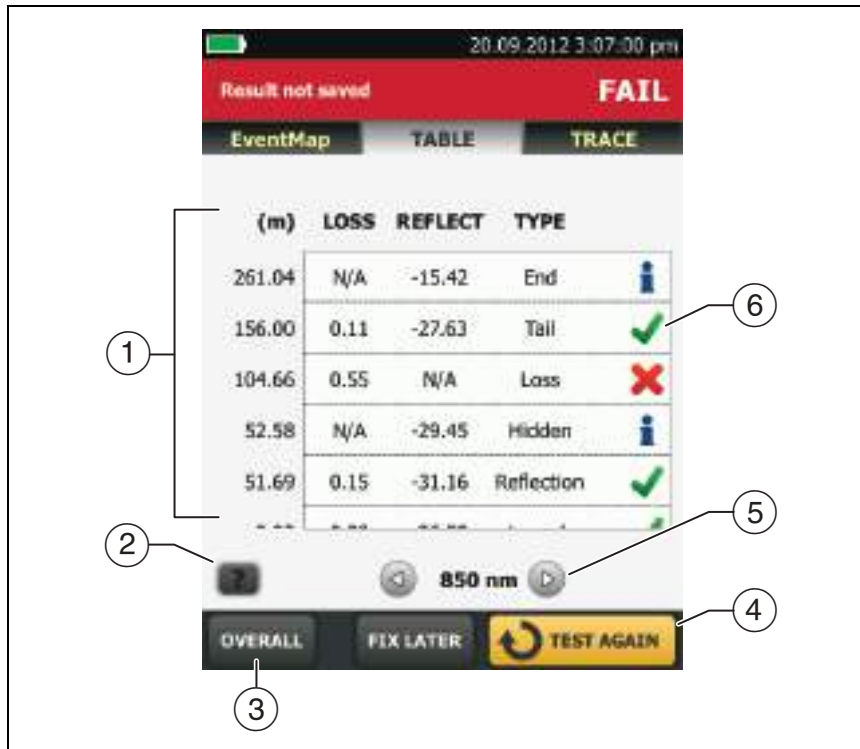 20.09.2012 3:07:00 pm
Result not saved FAIL
EventMap TABLE TRACE
(m) LOSS REFLECT TYPE
261.04 N/A -15.42 End
156.00 0.11 -27.63 Tail
104.66 0.55 N/A Loss
52.58 N/A -29.45 Hidden
51.69 0.15 -31.16 Reflection
? 850 nm
OVERALL FIX LATER TEST AGAIN
1
2
3
4
5
6